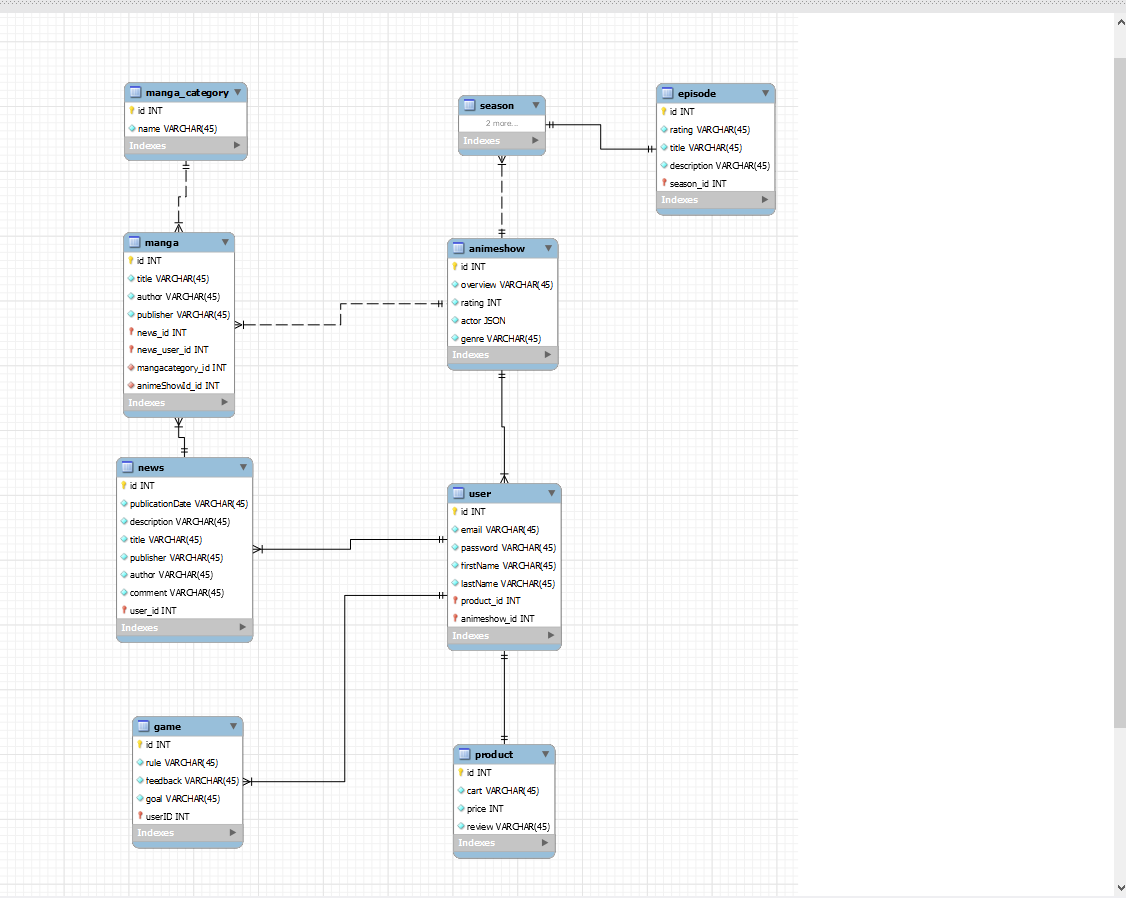 manga_category
id INT
name VARCHAR(45)
Indexes
season
2 more...
Indexes
episode
id INT
rating VARCHAR(45)
title VARCHAR(45)
description VARCHAR(45)
season_id INT
Indexes
manga
id INT
title VARCHAR(45)
author VARCHAR(45)
publisher VARCHAR(45)
news_id INT
news_user_id INT
mangacategory_id INT
animeShowId_id INT
Indexes
animeshow
id INT
overview VARCHAR(45)
rating INT
actor JSON
genre VARCHAR(45)
Indexes
news
id INT
publicationDate VARCHAR(45)
description VARCHAR(45)
title VARCHAR(45)
publisher VARCHAR(45)
author VARCHAR(45)
comment VARCHAR(45)
user_id INT
Indexes
user
id INT
email VARCHAR(45)
password VARCHAR(45)
firstName VARCHAR(45)
lastName VARCHAR(45)
product_id INT
animeshow_id INT
Indexes
game
id INT
rule VARCHAR(45)
feedback VARCHAR(45)
goal VARCHAR(45)
userID INT
Indexes
product
id INT
cart VARCHAR(45)
price INT
review VARCHAR(45)
Indexes